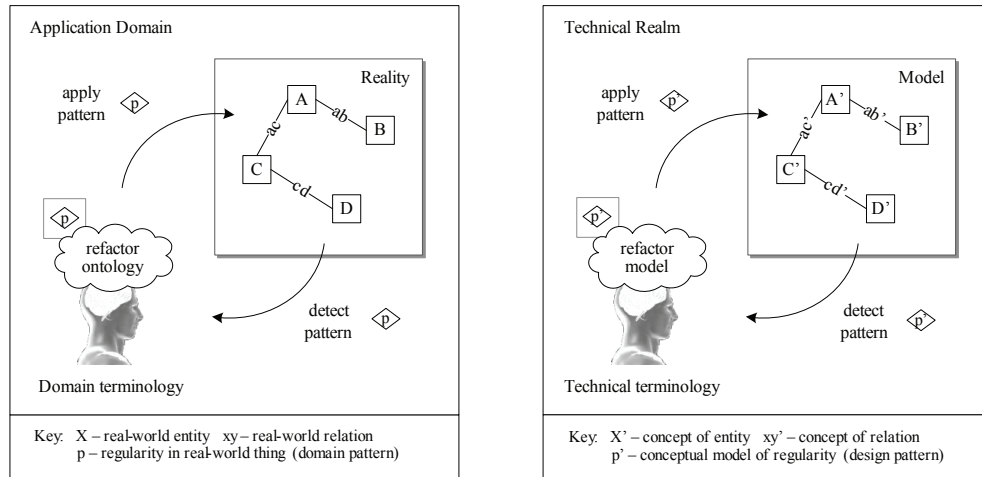 Application Domain
Reality
apply
pattern
p
A
ab
B
ac
C
cd
D
p
refactor
ontology
detect
pattern
p
Domain terminology
Key: X – real-world entity xy – real-world relation
p – regularity in real-world thing (domain pattern)
Technical Realm
Model
apply
pattern
p'
A'
ab'
B'
ac'
C'
cd'
D'
p'
refactor
model
detect
pattern
p'
Technical terminology
Key: X' – concept of entity xy' – concept of relation
p' – conceptual model of regularity (design pattern)